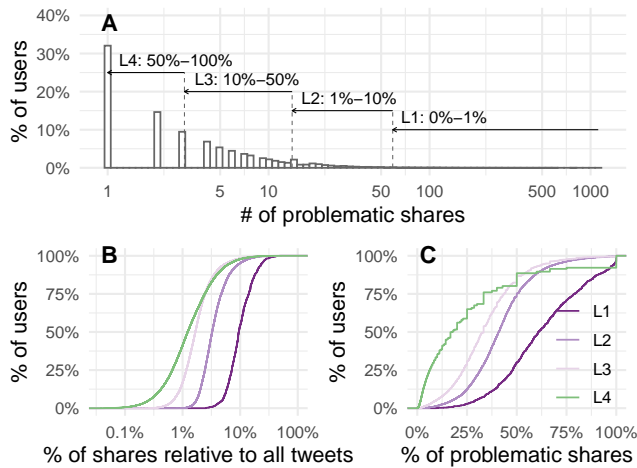 A
40%
30%
20%
10%
0%
% of users
L4: 50%−100%
L3: 10%−50%
L2: 1%−10%
L1: 0%−1%
1
5
10
50
100
500
1000
# of problematic shares
B
100%
75%
50%
25%
0%
% of users
0.1%
1%
10%
100%
% of shares relative to all tweets
C
100%
75%
50%
25%
0%
% of users
L1
L2
L3
L4
0%
25%
50%
75%
100%
% of problematic shares